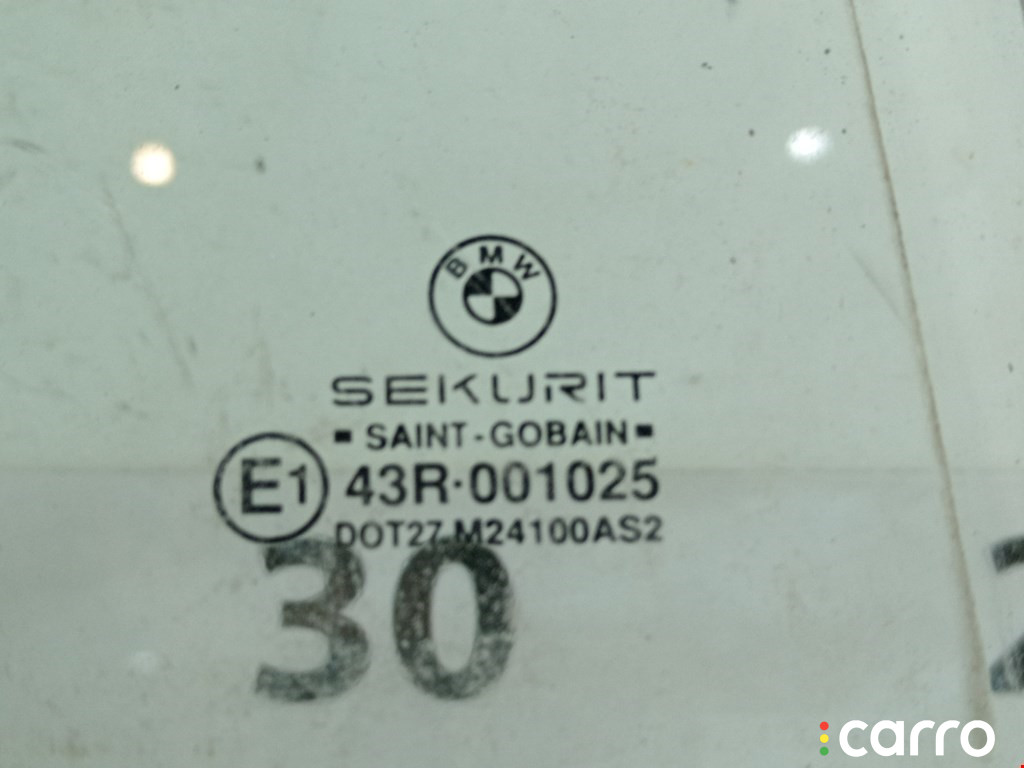 BMW
SEKURIT
SAINT-GOBAIN
E1 43R·001025
DOT27 M24100AS2
30
carro